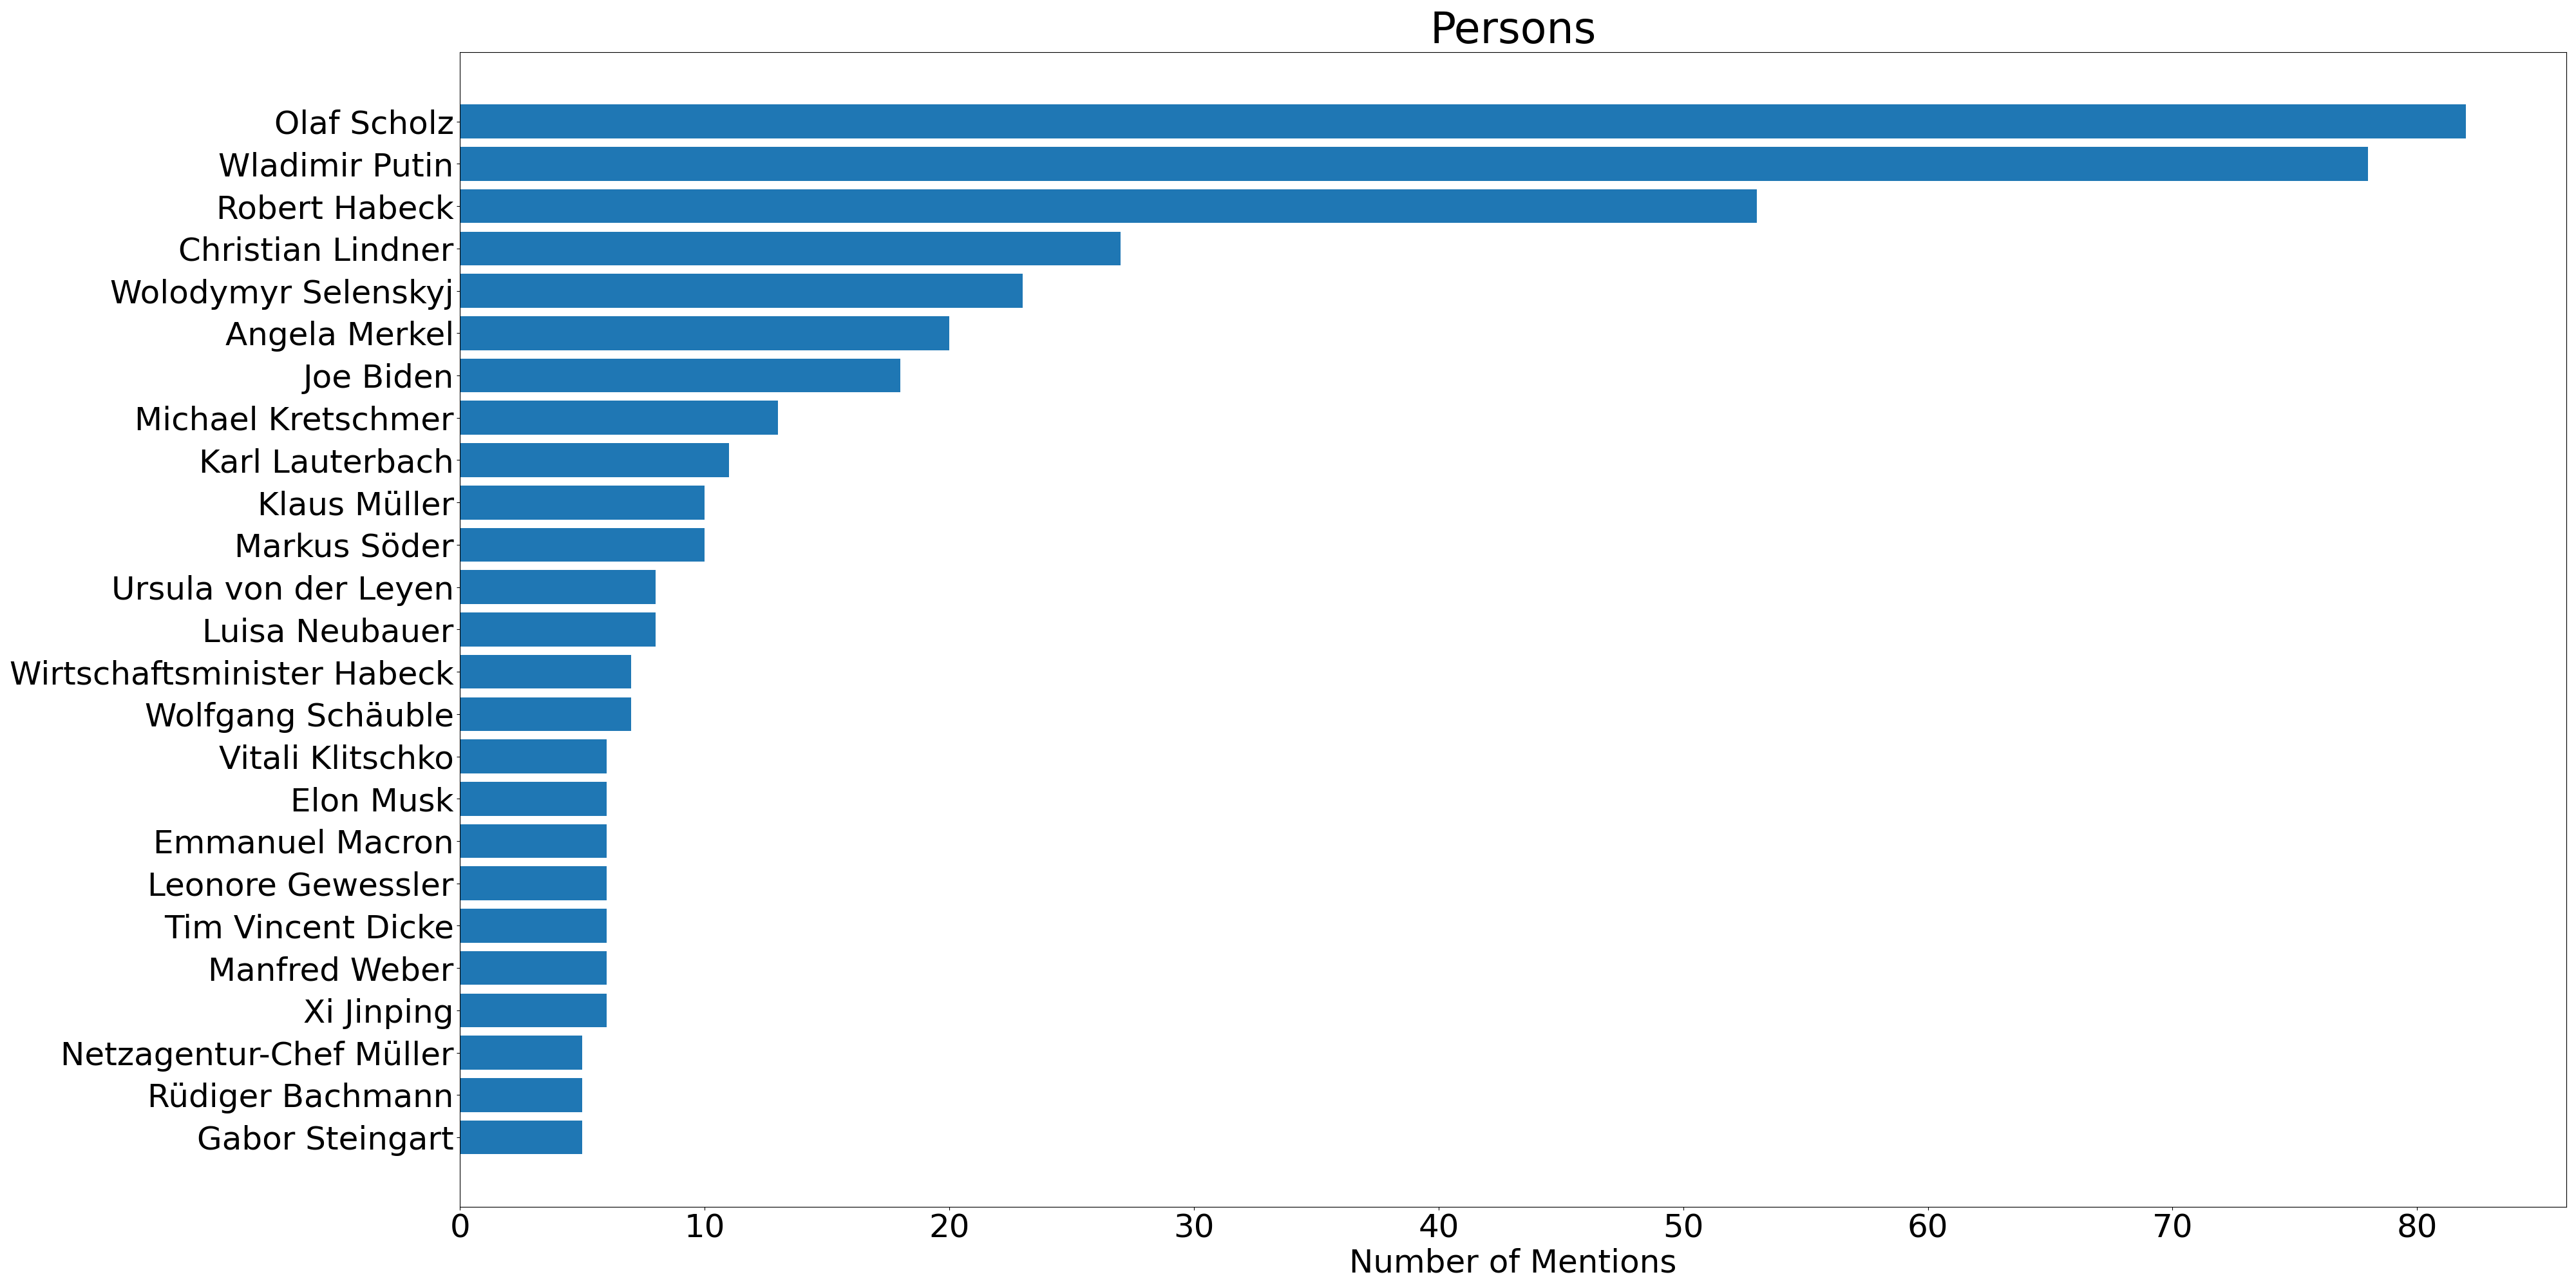 Persons
Olaf Scholz
Wladimir Putin
Robert Habeck
Christian Lindner
Wolodymyr Selenskyj
Angela Merkel
Joe Biden
Michael Kretschmer
Karl Lauterbach
Klaus Müller
Markus Söder
Ursula von der Leyen
Luisa Neubauer
Wirtschaftsminister Habeck
Wolfgang Schäuble
Vitali Klitschko
Elon Musk
Emmanuel Macron
Leonore Gewessler
Tim Vincent Dicke
Manfred Weber
Xi Jinping
Netzagentur-Chef Müller
Rüdiger Bachmann
Gabor Steingart
0 10 20 30 40 50 60 70 80
Number of Mentions